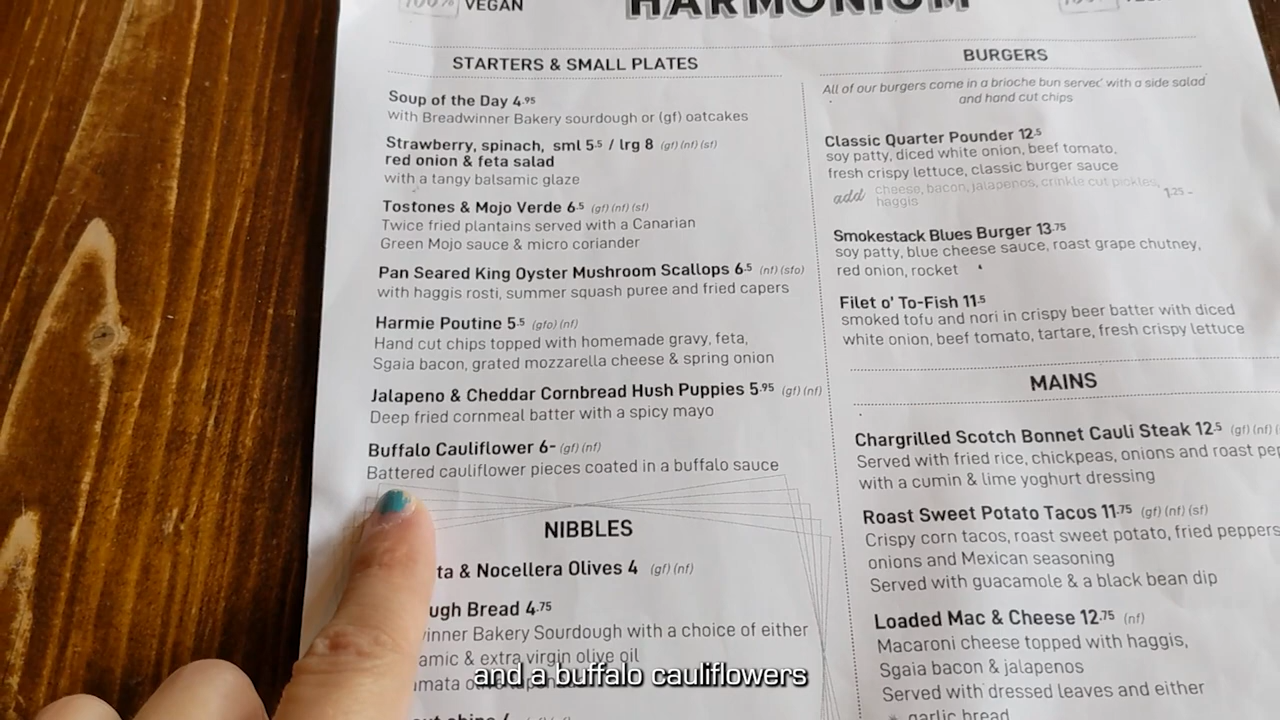 VEGAN
HARMONIUM
STARTERS & SMALL PLATES
Soup of the Day 4.95
with Breadwinner Bakery sourdough or (gf) oatcakes
Strawberry, spinach, sml 5.5 / lrg 8 (gf) (nf) (sf)
red onion & feta salad
with a tangy balsamic glaze
Tostones & Mojo Verde 6.5 (gf) (nf) (sf)
Twice fried plantains served with a Canarian
Green Mojo sauce & micro coriander
Pan Seared King Oyster Mushroom Scallops 6.5 (nf) (sfo)
with haggis rosti, summer squash puree and fried capers
Harmie Poutine 5.5 (gfo) (nf)
Hand cut chips topped with homemade gravy, feta,
Sgaia bacon, grated mozzarella cheese & spring onion
Jalapeno & Cheddar Cornbread Hush Puppies 5.95 (gf) (nf)
Deep fried cornmeal batter with a spicy mayo
Buffalo Cauliflower 6- (gf) (nf)
Battered cauliflower pieces coated in a buffalo sauce
NIBBLES
ta & Nocellera Olives 4 (gf) (nf)
ugh Bread 4.75
inner Bakery Sourdough with a choice of either
amic & extra virgin olive oil
mata
BURGERS
All of our burgers come in a brioche bun served with a side salad
and hand cut chips
Classic Quarter Pounder 12.5
soy patty, diced white onion, beef tomato,
fresh crispy lettuce, classic burger sauce
add cheese, bacon, jalapenos, crinkle cut pickles, 1.25 -
haggis
Smokestack Blues Burger 13.75
soy patty, blue cheese sauce, roast grape chutney,
red onion, rocket
Filet o' To-Fish 11.5
smoked tofu and nori in crispy beer batter with diced
white onion, beef tomato, tartare, fresh crispy lettuce
MAINS
Chargrilled Scotch Bonnet Cauli Steak 12.5 (gf) (nf) (
Served with fried rice, chickpeas, onions and roast pep
with a cumin & lime yoghurt dressing
Roast Sweet Potato Tacos 11.75 (gf) (nf) (sf)
Crispy corn tacos, roast sweet potato, fried peppers
onions and Mexican seasoning
Served with guacamole & a black bean dip
Loaded Mac & Cheese 12.75 (nf)
Macaroni cheese topped with haggis,
Sgaia bacon & jalapenos
Served with dressed leaves and either
garlic bread
and a buffalo cauliflowers